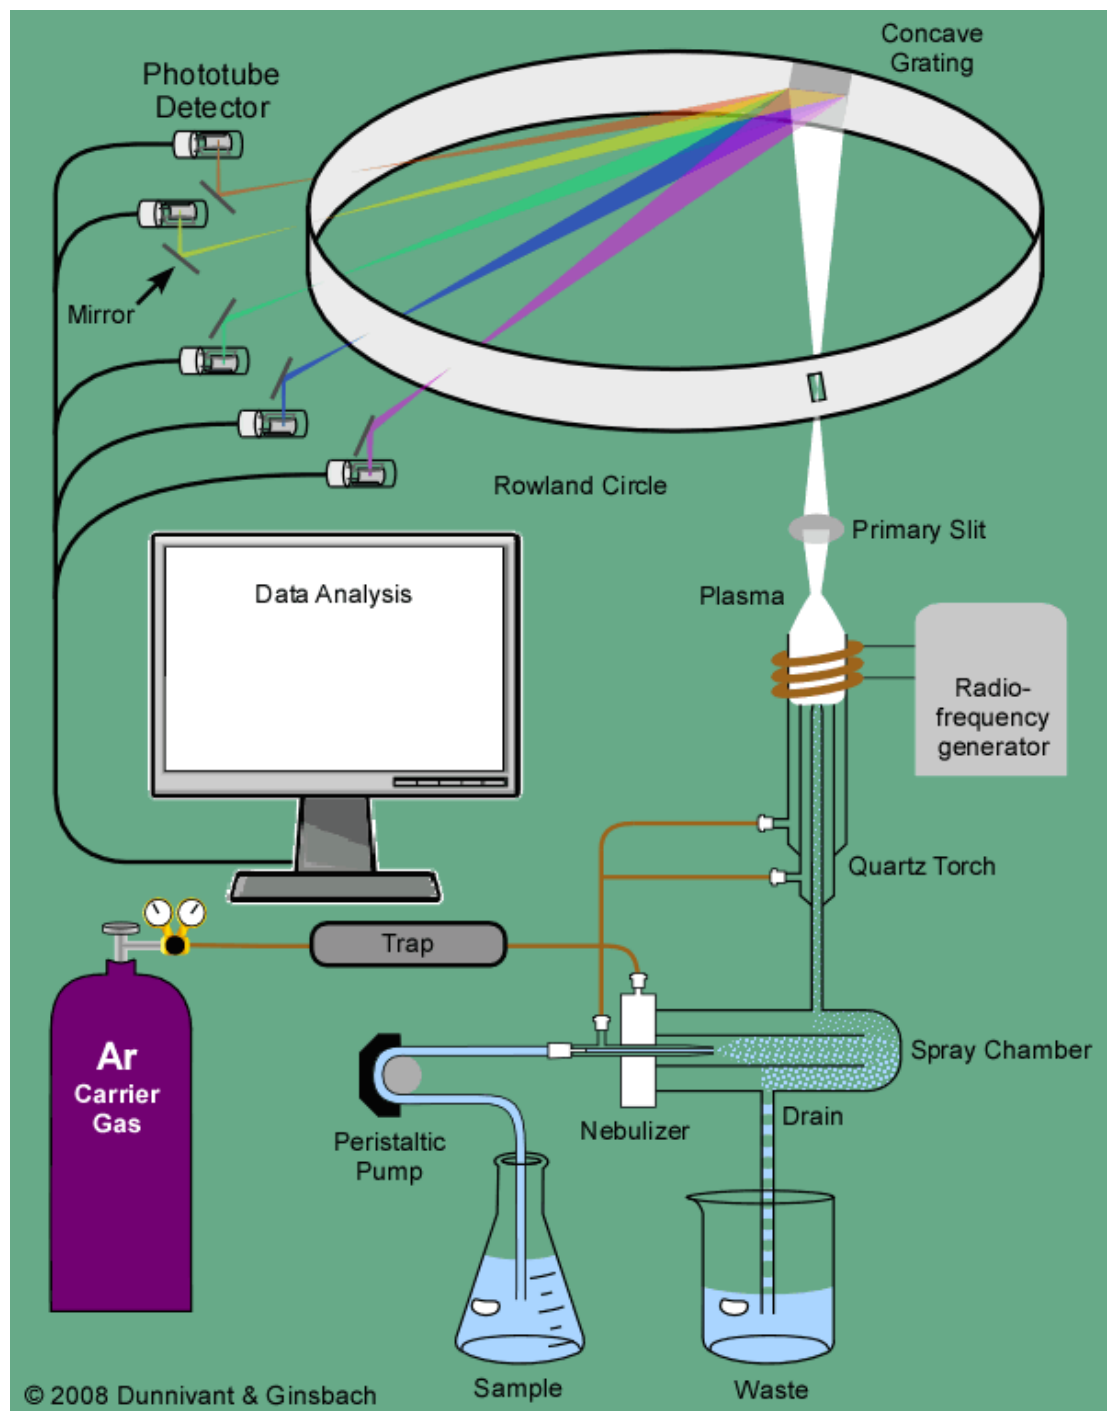 Concave
Grating
Phototube
Detector
Mirror
Rowland Circle
Primary Slit
Data Analysis
Plasma
Radio-
frequency
generator
Quartz Torch
Trap
Ar
Carrier
Gas
Spray Chamber
Drain
Nebulizer
Peristaltic
Pump
Sample
Waste
© 2008 Dunnivant & Ginsbach